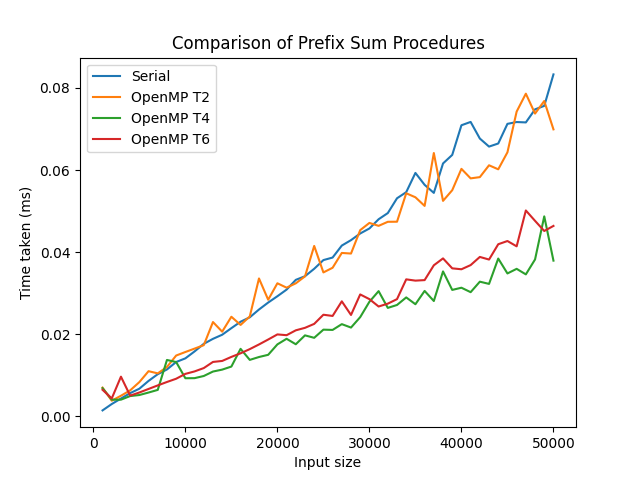 Comparison of Prefix Sum Procedures
Serial
OpenMP T2
OpenMP T4
OpenMP T6
0.08
0.06
0.04
0.02
0.00
Time taken (ms)
0 10000 20000 30000 40000 50000
Input size